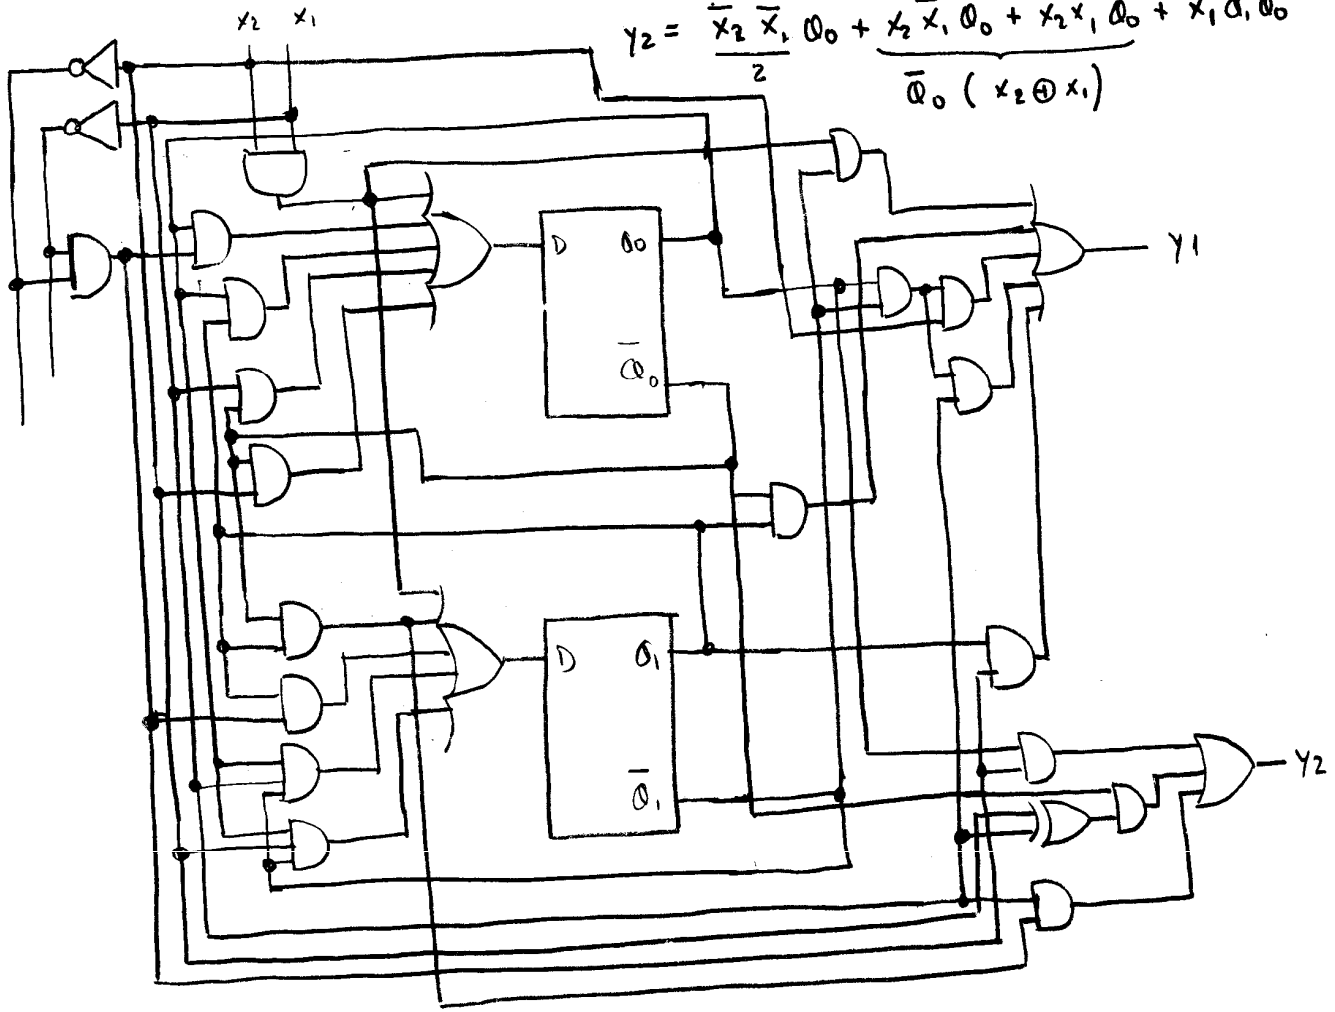 x2 x1
y2 = x̄2 x̄1 Q0 + x2 x̄1 Q0 + x2 x1 Q0 + x1 Q1 Q0
2
Q̄0 ( x2 ⊕ x1 )
D Q0
Q̄0
Y1
D Q1
Q̄1
Y2